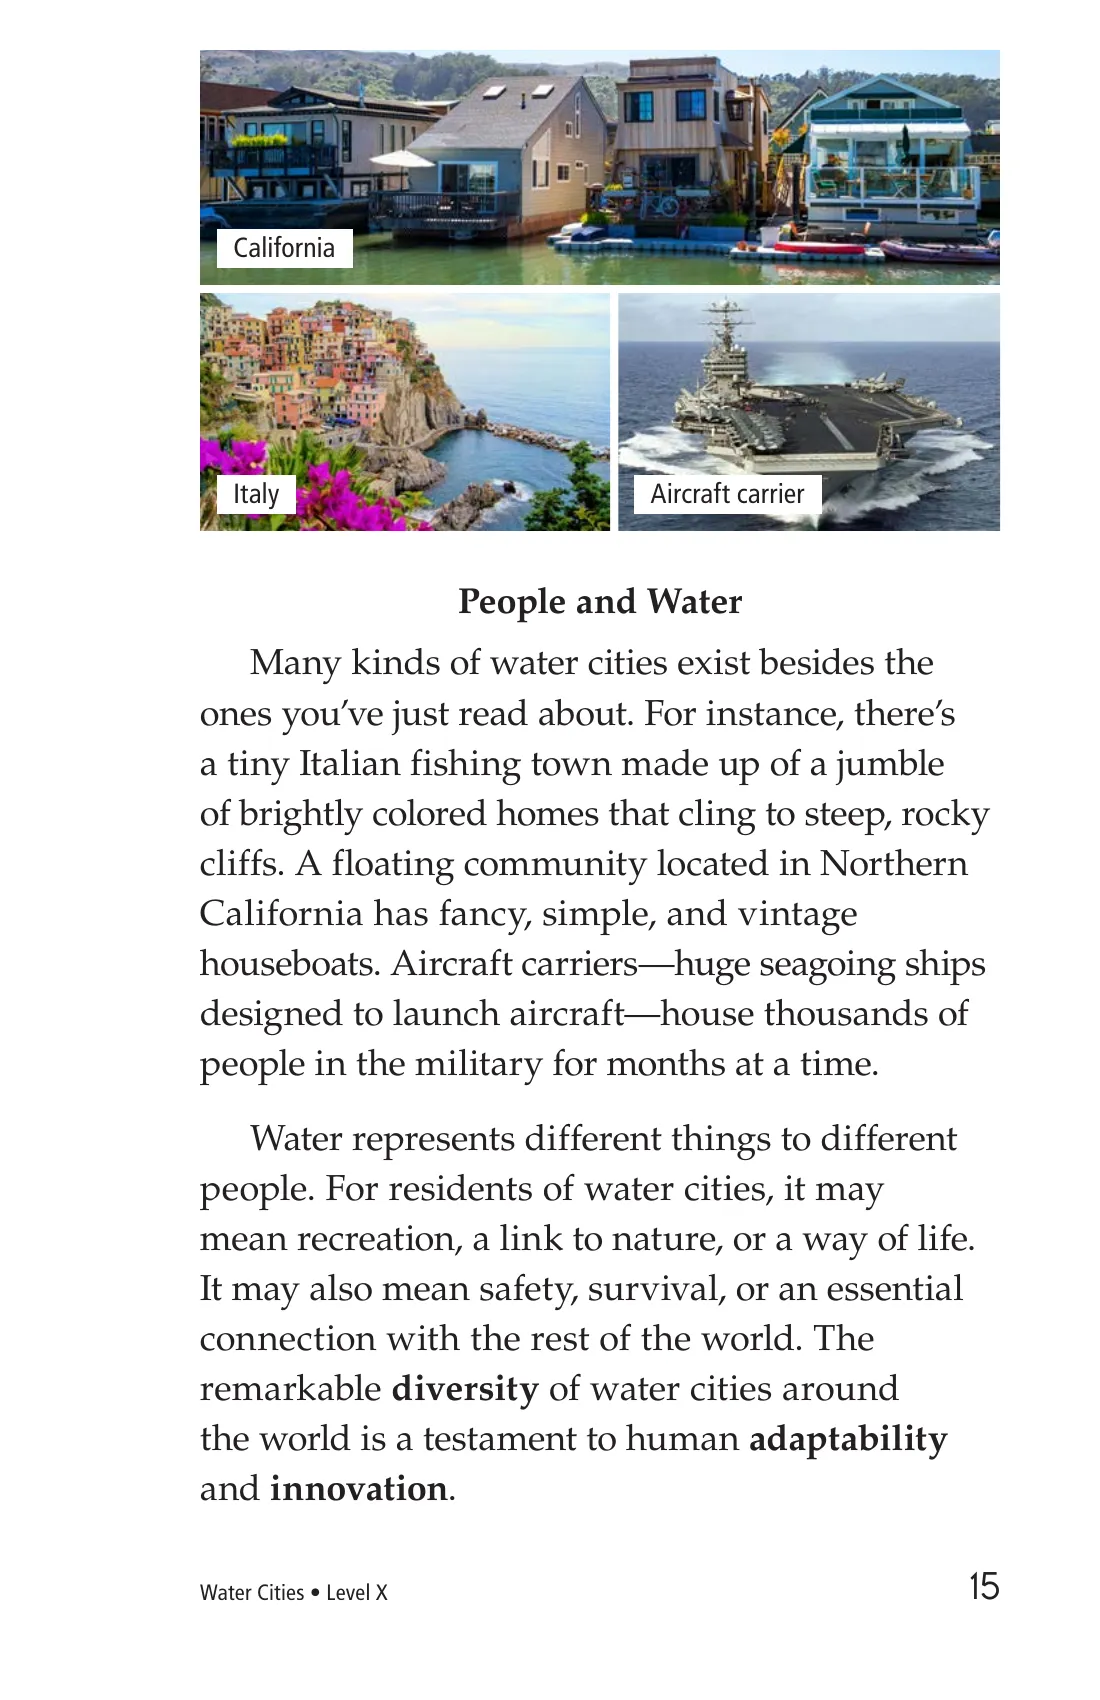 California
Italy
Aircraft carrier
People and Water
Many kinds of water cities exist besides the
ones you’ve just read about. For instance, there’s
a tiny Italian fishing town made up of a jumble
of brightly colored homes that cling to steep, rocky
cliffs. A floating community located in Northern
California has fancy, simple, and vintage
houseboats. Aircraft carriers—huge seagoing ships
designed to launch aircraft—house thousands of
people in the military for months at a time.
Water represents different things to different
people. For residents of water cities, it may
mean recreation, a link to nature, or a way of life.
It may also mean safety, survival, or an essential
connection with the rest of the world. The
remarkable diversity of water cities around
the world is a testament to human adaptability
and innovation.
Water Cities • Level X
15